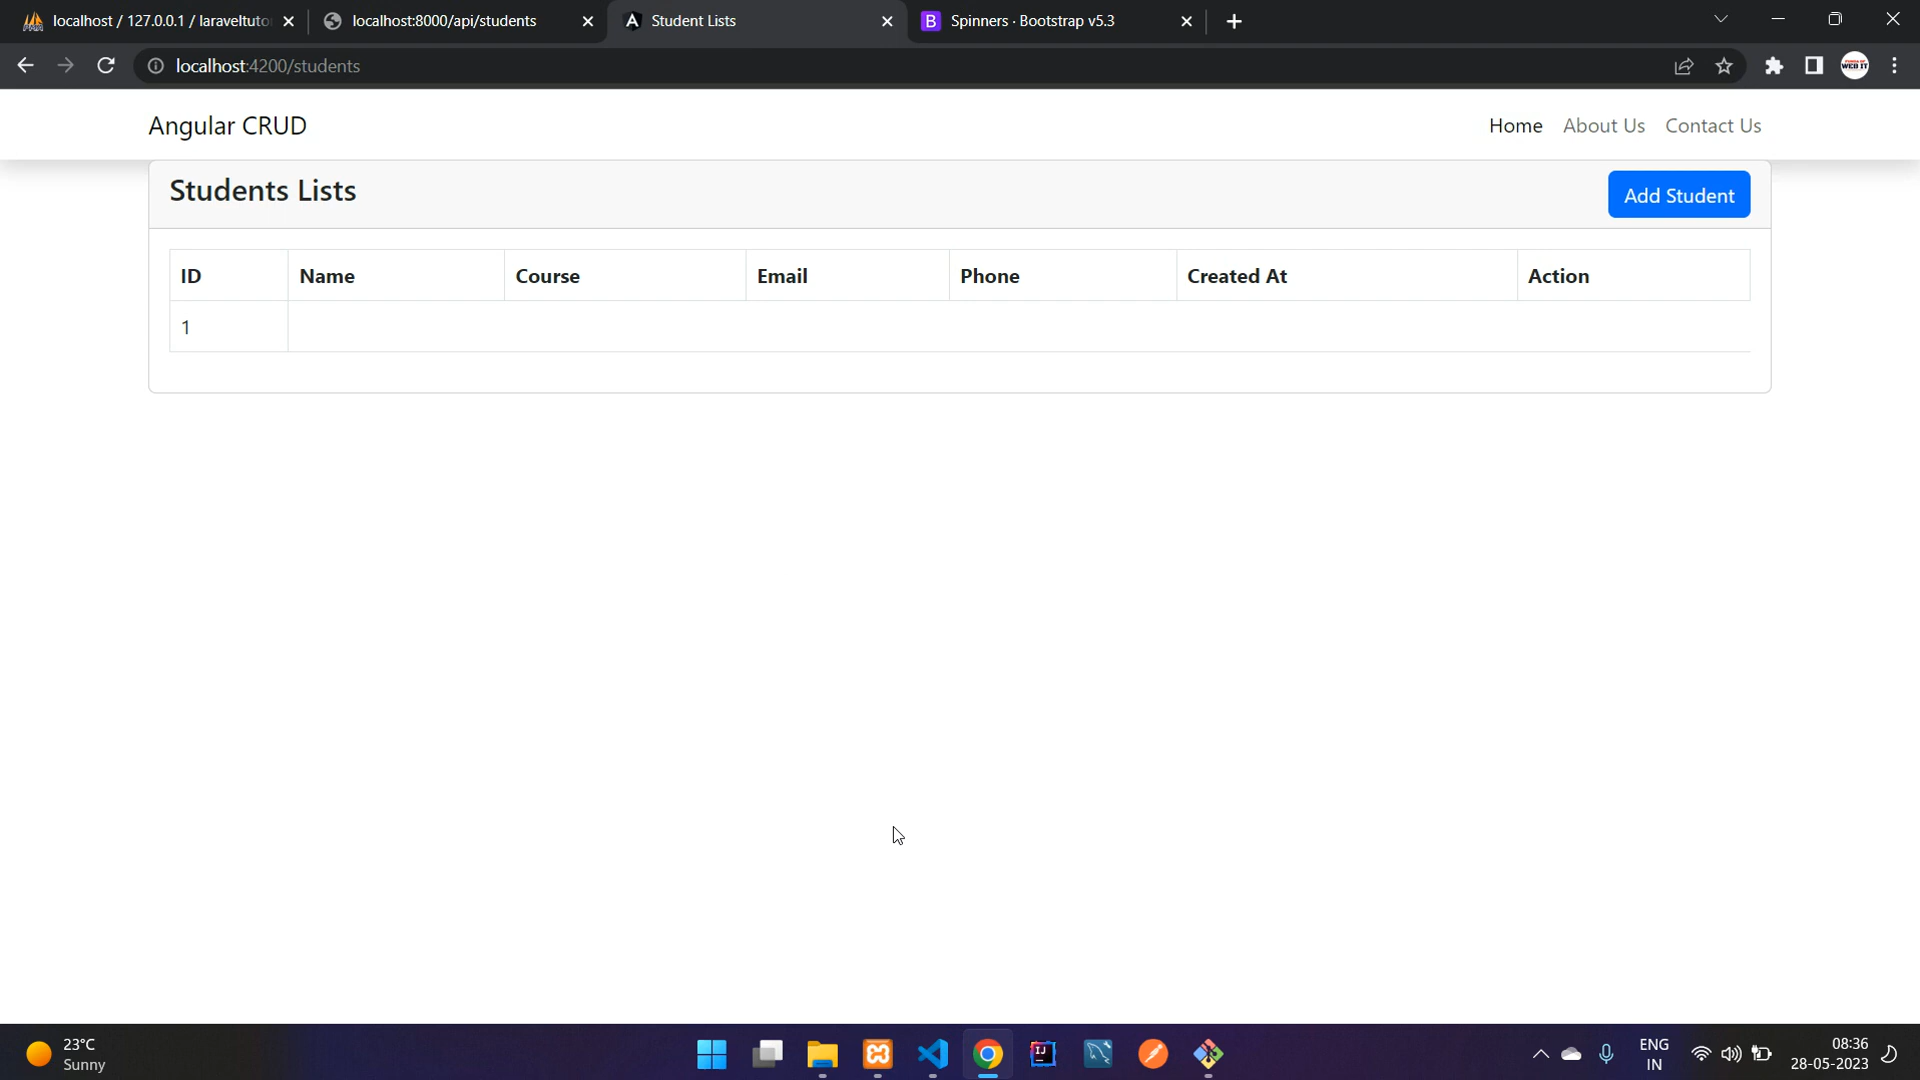 localhost / 127.0.0.1 / laraveltuto
localhost:8000/api/students
Student Lists
Spinners · Bootstrap v5.3
localhost:4200/students
Angular CRUD
Home
About Us
Contact Us
Students Lists
Add Student
ID Name Course Email Phone Created At Action
1
23°C
Sunny
ENG
IN
08:36
28-05-2023